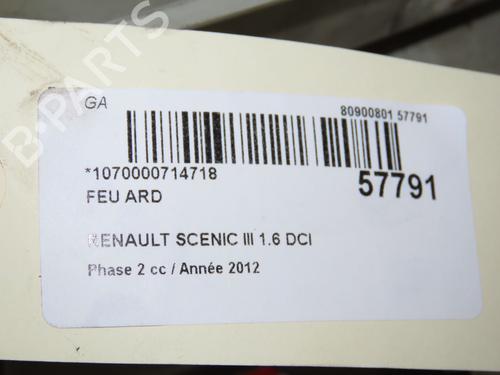 B-PARTS
GA
80900801 57791
*1070000714718
57791
FEU ARD
RENAULT SCENIC III 1.6 DCI
Phase 2 cc / Année 2012